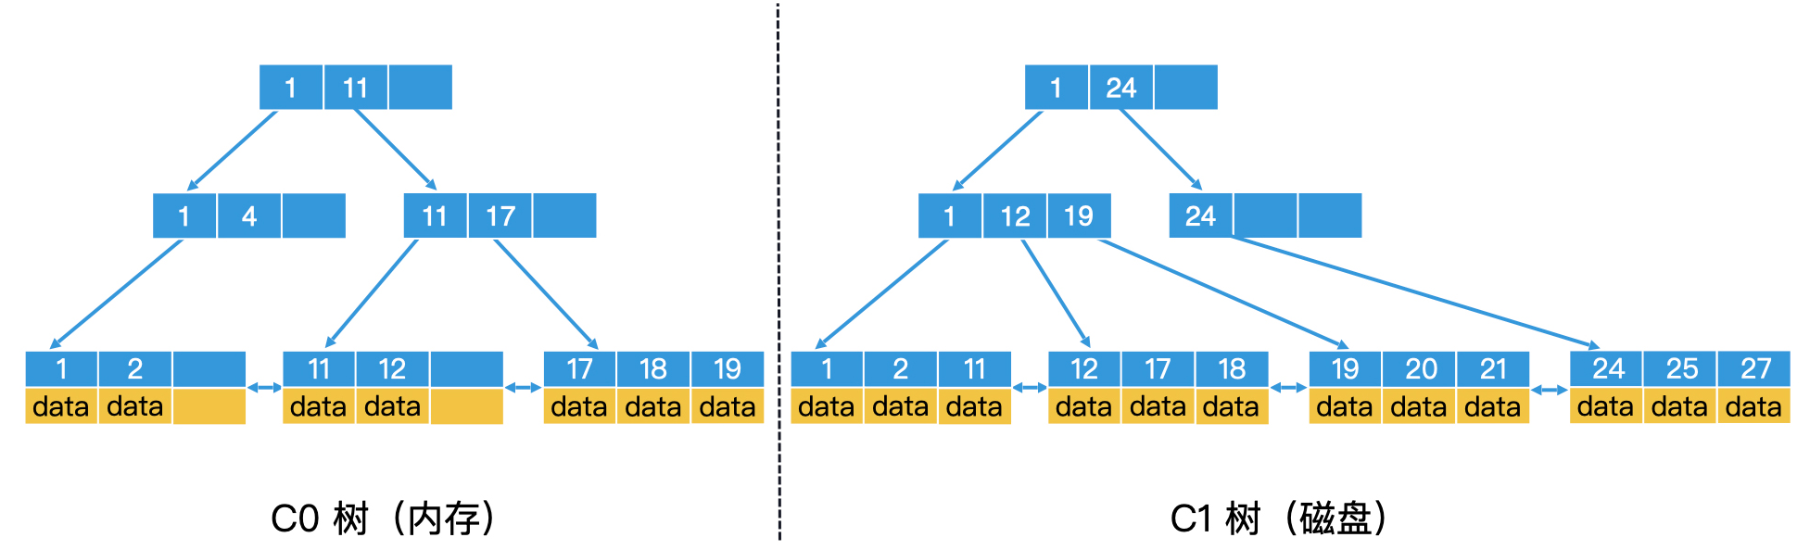 1 11
1 24
1 4
11 17
1 12 19
24
1 2
11 12
17 18 19
1 2 11
12 17 18
19 20 21
24 25 27
data data
data data
data data data
data data data
data data data
data data data
data data data
C0 树（内存）
C1 树（磁盘）